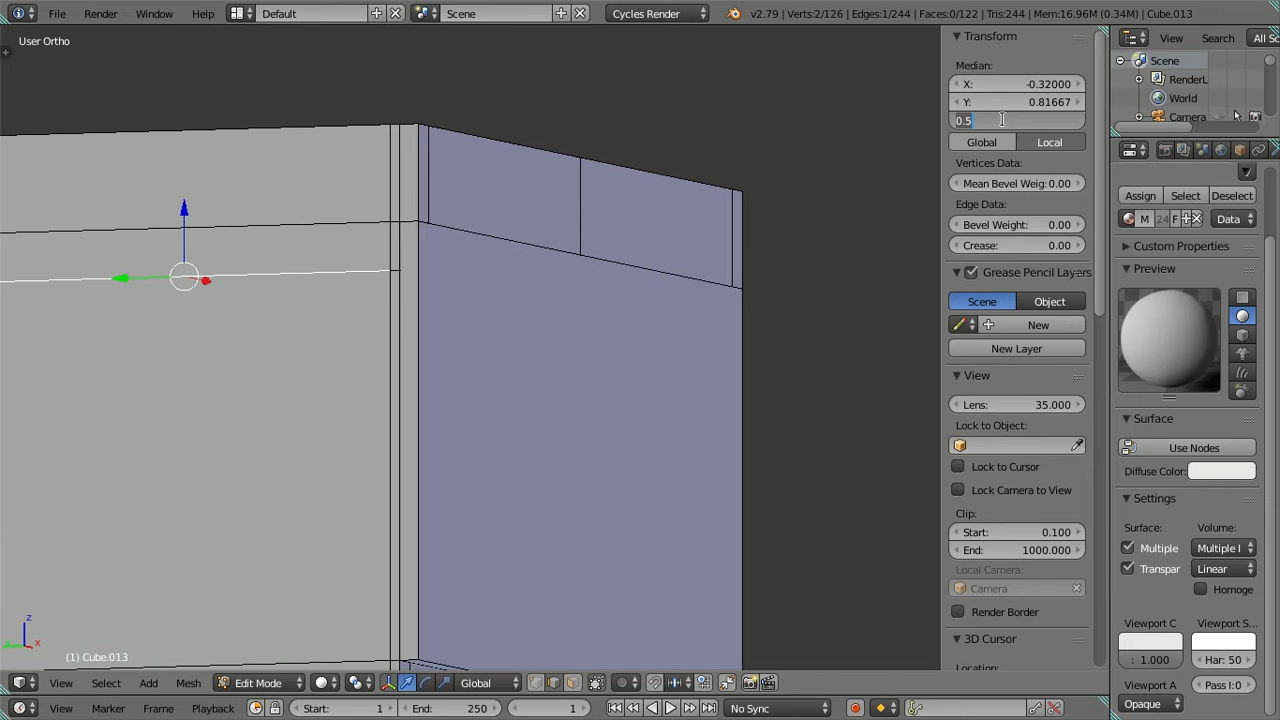 File Render Window Help Default Scene Cycles Render v2.79 | Verts:2/126 | Edges:1/244 | Faces:0/122 | Tris:244 | Mem:16.96M (0.34M) | Cube.013
User Ortho
Transform
Median:
X: -0.32000
Y: 0.81667
0.5
Global Local
Vertices Data:
Mean Bevel Weig: 0.00
Edge Data:
Bevel Weight: 0.00
Crease: 0.00
Grease Pencil Layers
Scene Object
New
New Layer
View
Lens: 35.000
Lock to Object:
Lock to Cursor
Lock Camera to View
Clip:
Start: 0.100
End: 1000.000
Local Camera:
Camera
Render Border
3D Cursor
Location:
View Search All Sc
Scene
RenderL
World
Camera
Assign Select Deselect
M 24 F Data
Custom Properties
Preview
Surface
Use Nodes
Diffuse Color:
Settings
Surface: Volume:
Multiple Multiple I
Transpar Linear
Homoge
Viewport C Viewport S...
: 1.000 Har: 50
Viewport A Pass I: 0
Opaque
z
y x
(1) Cube.013
View Select Add Mesh Edit Mode Global
View Marker Frame Playback Start: 1 End: 250 1 No Sync